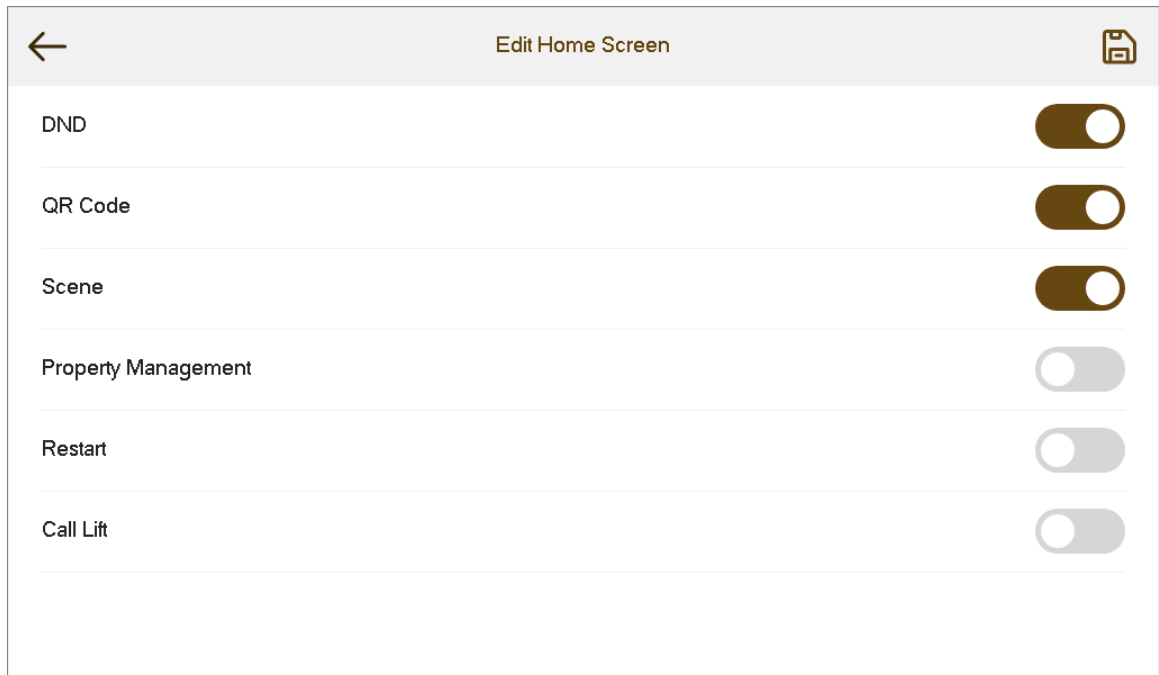 Edit Home Screen
DND
QR Code
Scene
Property Management
Restart
Call Lift